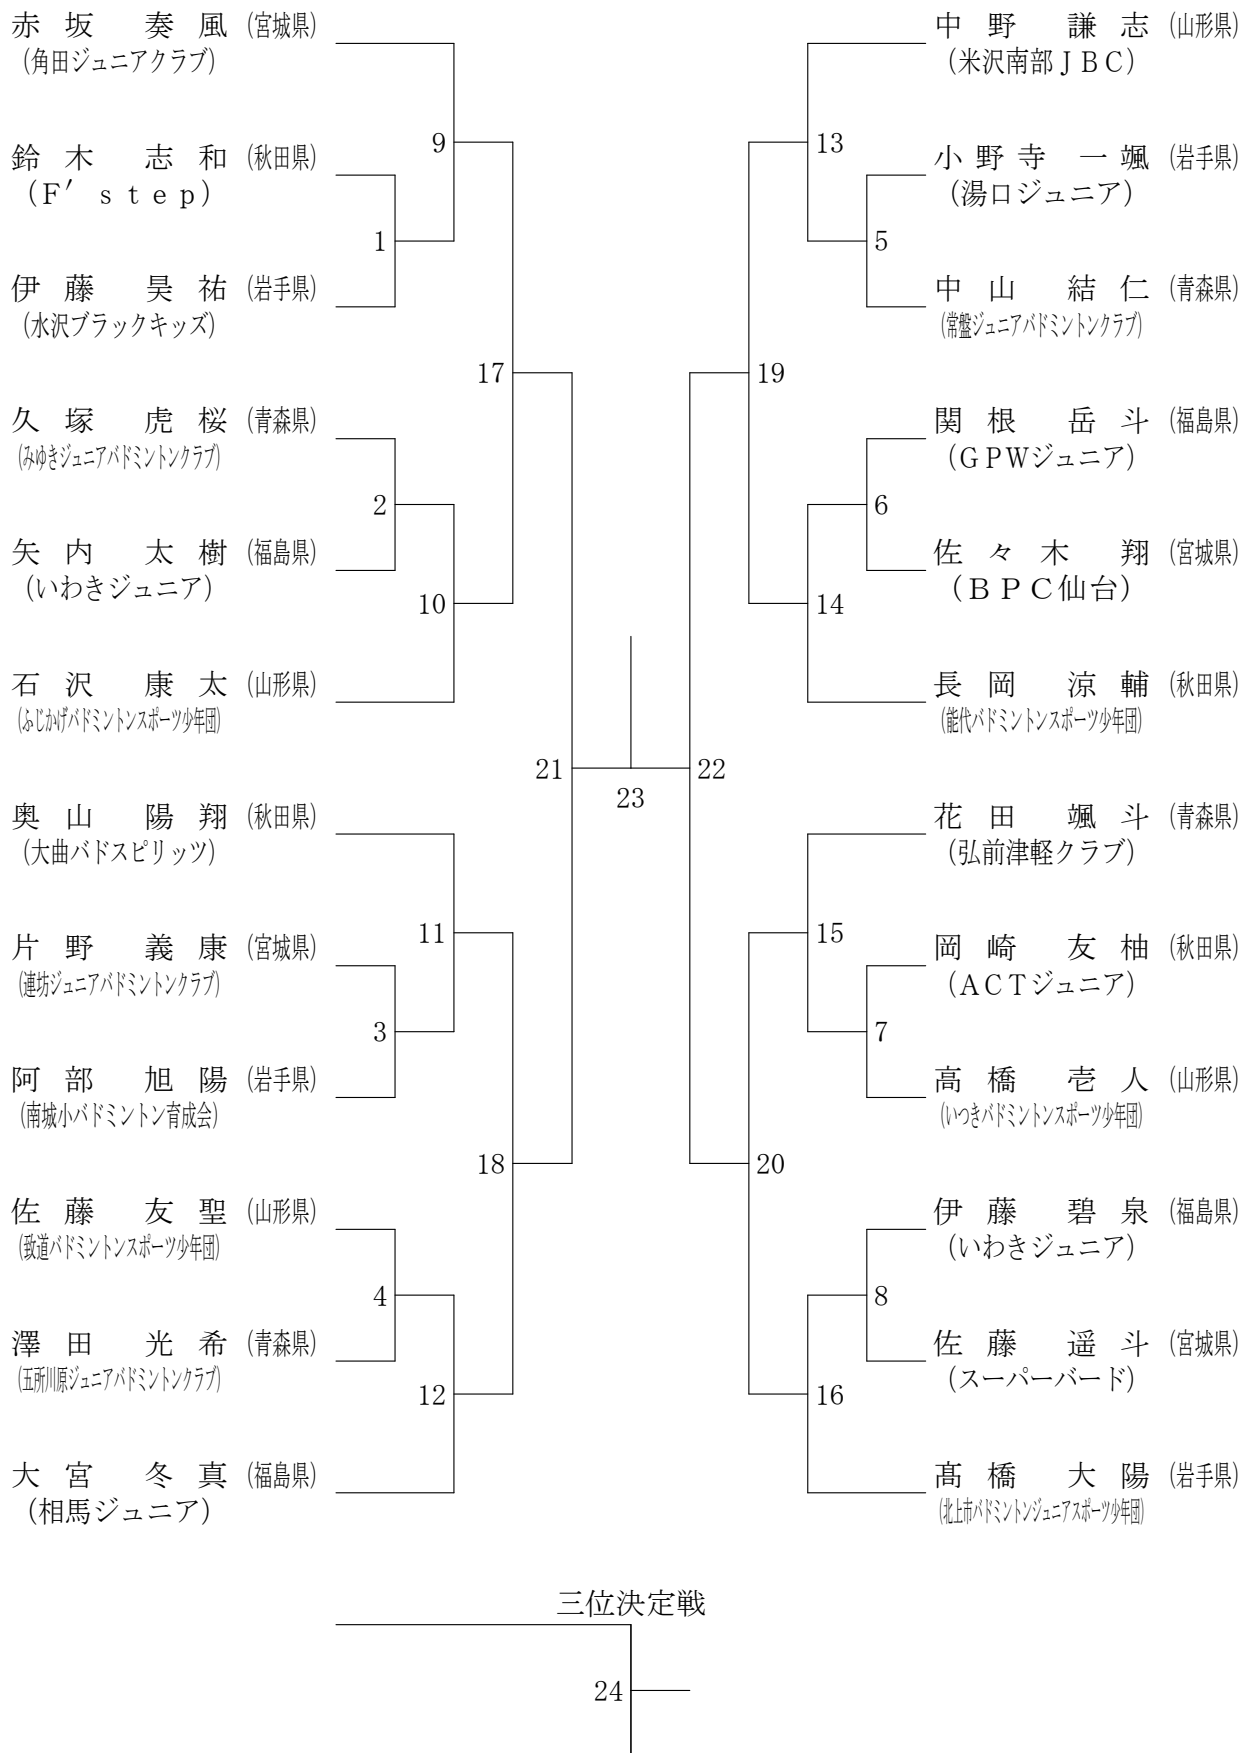 赤坂 奏風 (宮城県)
(角田ジュニアクラブ)
鈴木 志和 (秋田県)
(F′ step)
伊藤 昊祐 (岩手県)
(水沢ブラックキッズ)
久塚 虎桜 (青森県)
(みゆきジュニアバドミントンクラブ)
矢内 太樹 (福島県)
(いわきジュニア)
石沢 康太 (山形県)
(ふじかげバドミントンスポーツ少年団)
奥山 陽翔 (秋田県)
(大曲バドスピリッツ)
片野 義康 (宮城県)
(連坊ジュニアバドミントンクラブ)
阿部 旭陽 (岩手県)
(南城小バドミントン育成会)
佐藤 友聖 (山形県)
(致道バドミントンスポーツ少年団)
澤田 光希 (青森県)
(五所川原ジュニアバドミントンクラブ)
大宮 冬真 (福島県)
(相馬ジュニア)
1
2
3
4
9
10
11
12
17
18
21
23
22
19
20
13
14
15
16
5
6
7
8
中野 謙志 (山形県)
(米沢南部JBC)
小野寺 一颯 (岩手県)
(湯口ジュニア)
中山 結仁 (青森県)
(常盤ジュニアバドミントンクラブ)
関根 岳斗 (福島県)
(GPWジュニア)
佐々木 翔 (宮城県)
(BPC仙台)
長岡 涼輔 (秋田県)
(能代バドミントンスポーツ少年団)
花田 颯斗 (青森県)
(弘前津軽クラブ)
岡崎 友柚 (秋田県)
(ACTジュニア)
高橋 壱人 (山形県)
(いつきバドミントンスポーツ少年団)
伊藤 碧泉 (福島県)
(いわきジュニア)
佐藤 遥斗 (宮城県)
(スーパーバード)
髙橋 大陽 (岩手県)
(北上市バドミントンジュニアスポーツ少年団)
三位決定戦
24